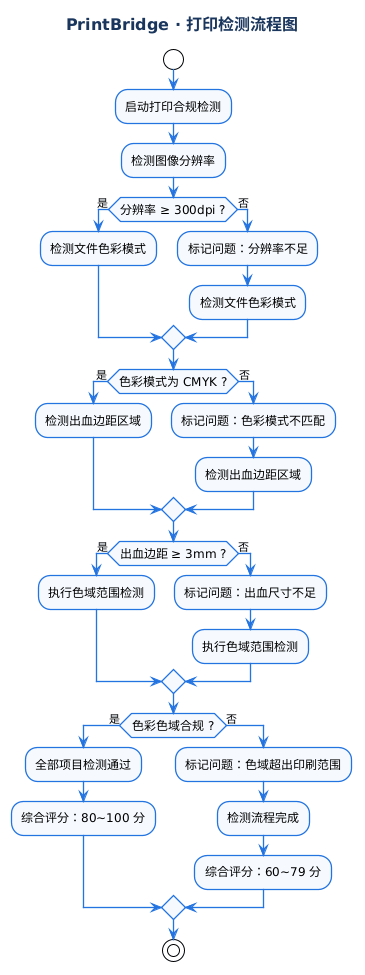 PrintBridge · 打印检测流程图
启动打印合规检测
检测图像分辨率
分辨率 ≥ 300dpi ?
是
否
检测文件色彩模式
标记问题：分辨率不足
检测文件色彩模式
色彩模式为 CMYK ?
是
否
检测出血边距区域
标记问题：色彩模式不匹配
检测出血边距区域
出血边距 ≥ 3mm ?
是
否
执行色域范围检测
标记问题：出血尺寸不足
执行色域范围检测
色彩色域合规 ?
是
否
全部项目检测通过
标记问题：色域超出印刷范围
综合评分：80~100 分
检测流程完成
综合评分：60~79 分